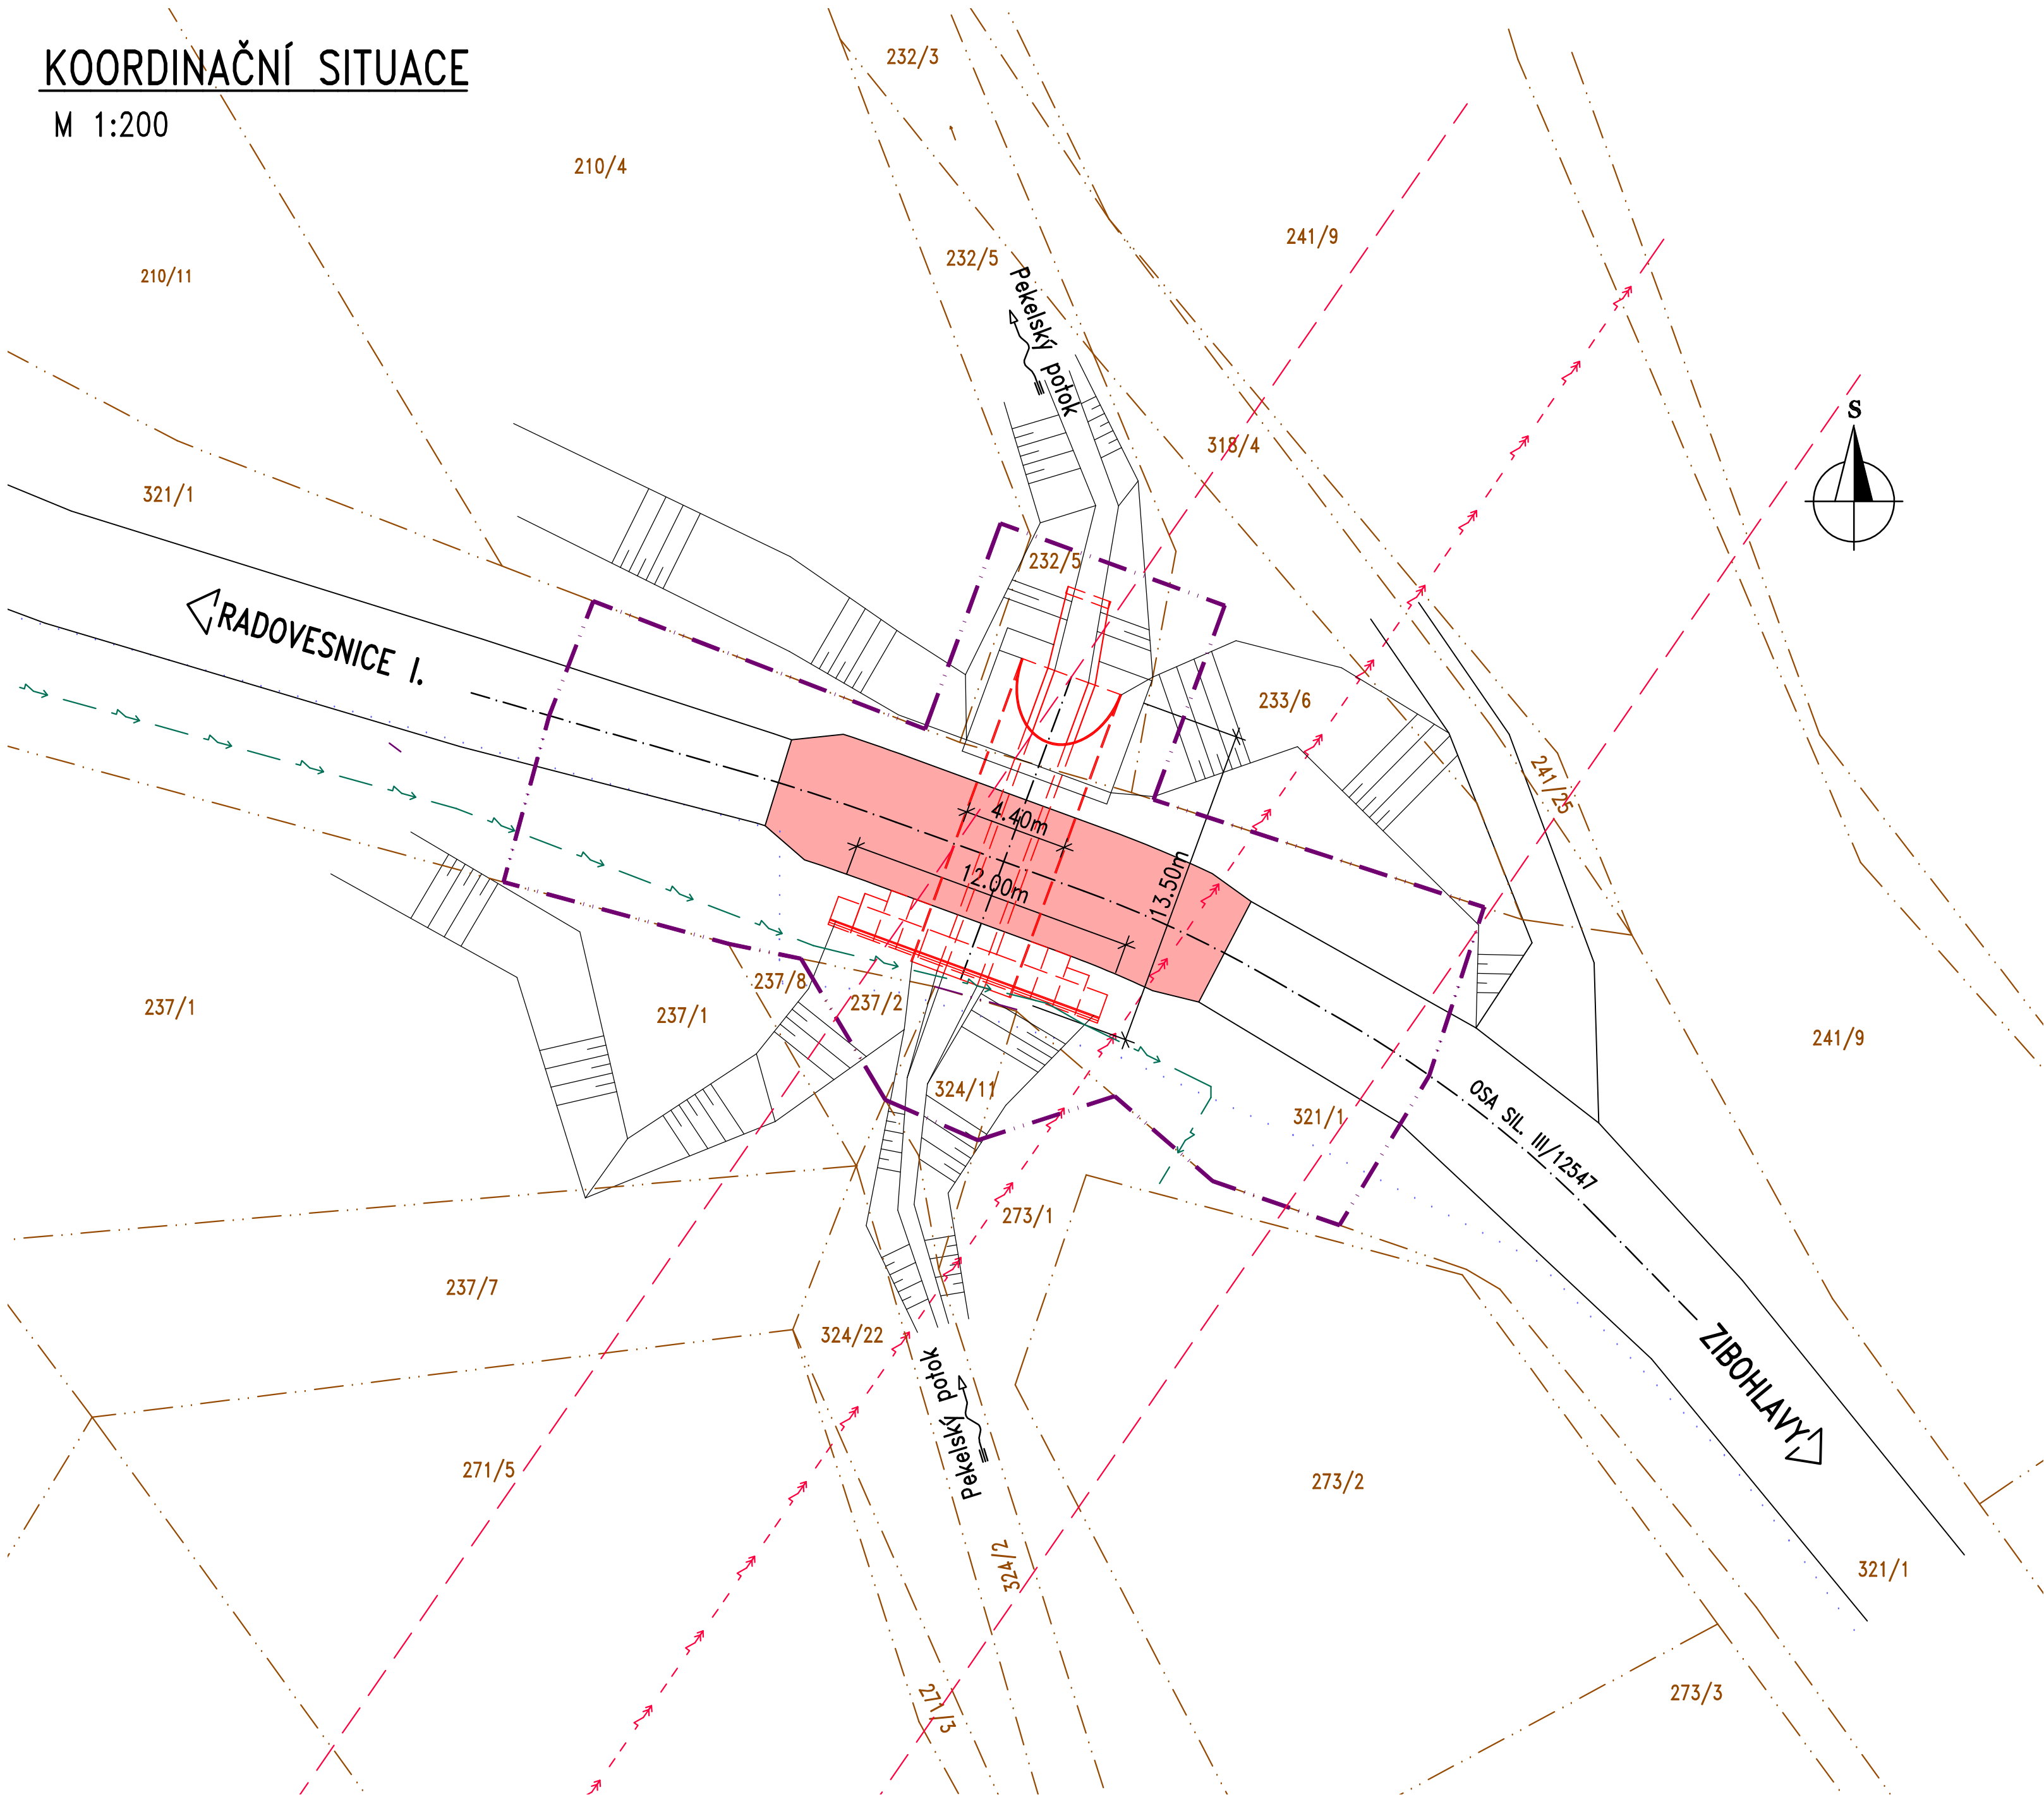 KOORDINAČNÍ SITUACE
M 1:200
232/3
210/4
241/9
232/5
210/11
Pekelský potok
S
318/4
321/1
232/5
RADOVESNICE I.
233/6
241/25
4.40m
12.00m
13.50m
237/8
237/2
237/1
237/1
241/9
324/11
321/1
OSA SIL. III/12547
273/1
237/7
324/22
ZIBOHLAVY
Pekelský potok
271/5
273/2
324/2
321/1
271/3
273/3